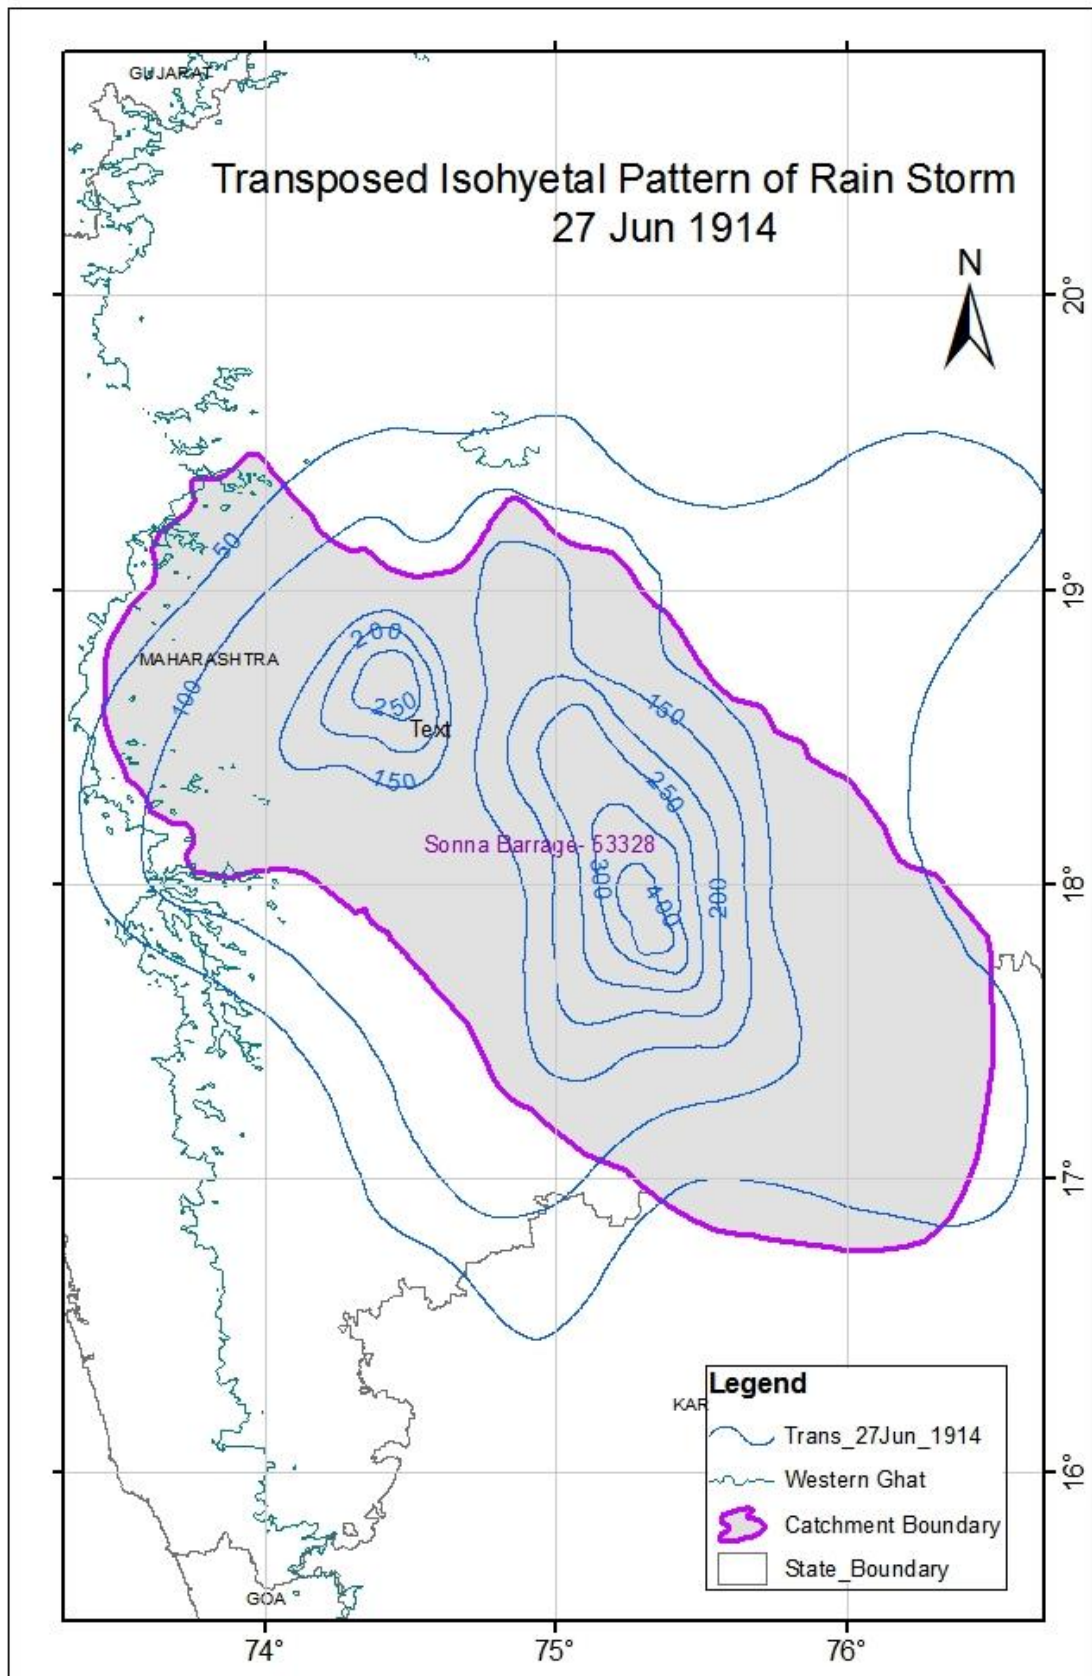 GUJARAT
Transposed Isohyetal Pattern of Rain Storm
27 Jun 1914
N
20°
50
19°
200
MAHARASHTRA
100
250
150
Text
150
250
Sonna Barrage- 53328
300
400
200
18°
17°
KAR
16°
GOA
Legend
Trans_27Jun_1914
Western Ghat
Catchment Boundary
State_Boundary
74°
75°
76°